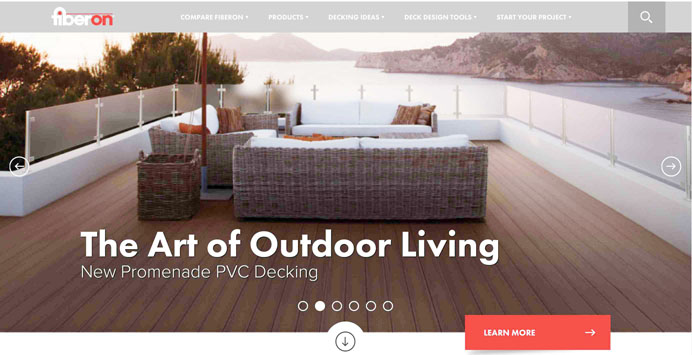 fiberon
COMPARE FIBERON
PRODUCTS
DECKING IDEAS
DECK DESIGN TOOLS
START YOUR PROJECT
The Art of Outdoor Living
New Promenade PVC Decking
LEARN MORE